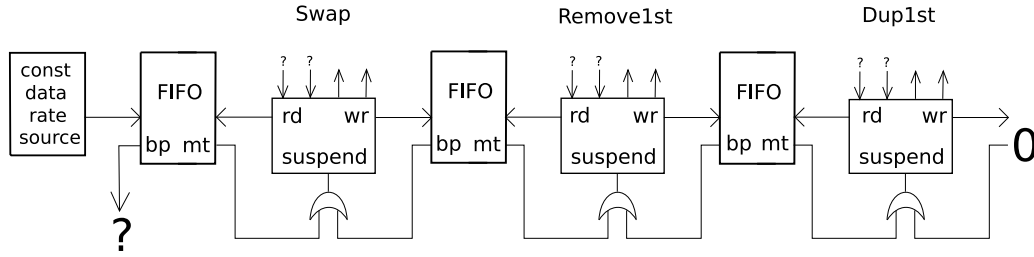 Swap
Remove1st
Dup1st
const
data
rate
source
FIFO
bp mt
?
? ?
rd wr
suspend
FIFO
bp mt
? ?
rd wr
suspend
FIFO
bp mt
? ?
rd wr
suspend
0